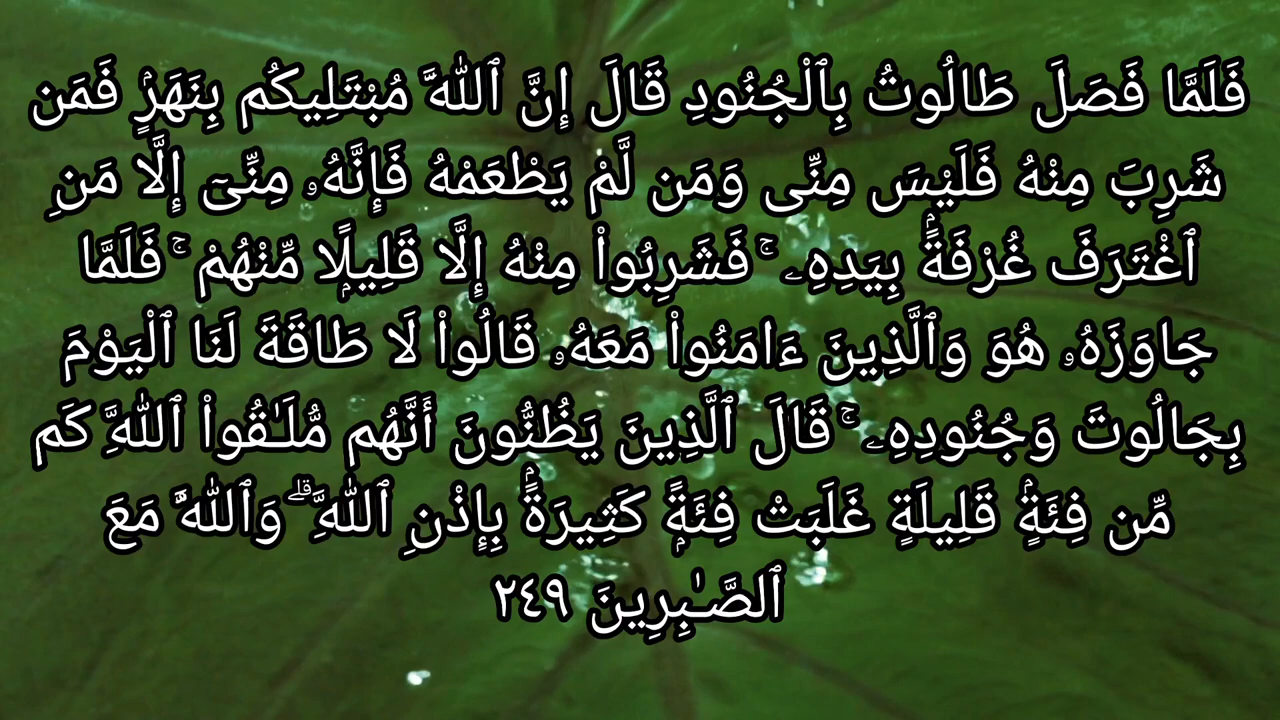 فَلَمَّا فَصَلَ طَالُوتُ بِٱلْجُنُودِ قَالَ إِنَّ ٱللَّهَ مُبْتَلِيكُم بِنَهَرٍۢ فَمَن
شَرِبَ مِنْهُ فَلَيْسَ مِنِّى وَمَن لَّمْ يَطْعَمْهُ فَإِنَّهُۥ مِنِّىٓ إِلَّا مَنِ
ٱغْتَرَفَ غُرْفَةًۢ بِيَدِهِۦ ۚ فَشَرِبُوا۟ مِنْهُ إِلَّا قَلِيلًۭا مِّنْهُمْ ۚ فَلَمَّا
جَاوَزَهُۥ هُوَ وَٱلَّذِينَ ءَامَنُوا۟ مَعَهُۥ قَالُوا۟ لَا طَاقَةَ لَنَا ٱلْيَوْمَ
بِجَالُوتَ وَجُنُودِهِۦ ۚ قَالَ ٱلَّذِينَ يَظُنُّونَ أَنَّهُم مُّلَـٰقُوا۟ ٱللَّهِ كَم
مِّن فِئَةٍۢ قَلِيلَةٍ غَلَبَتْ فِئَةًۭ كَثِيرَةًۢ بِإِذْنِ ٱللَّهِ ۗ وَٱللَّهُ مَعَ
ٱلصَّـٰبِرِينَ ٢٤٩